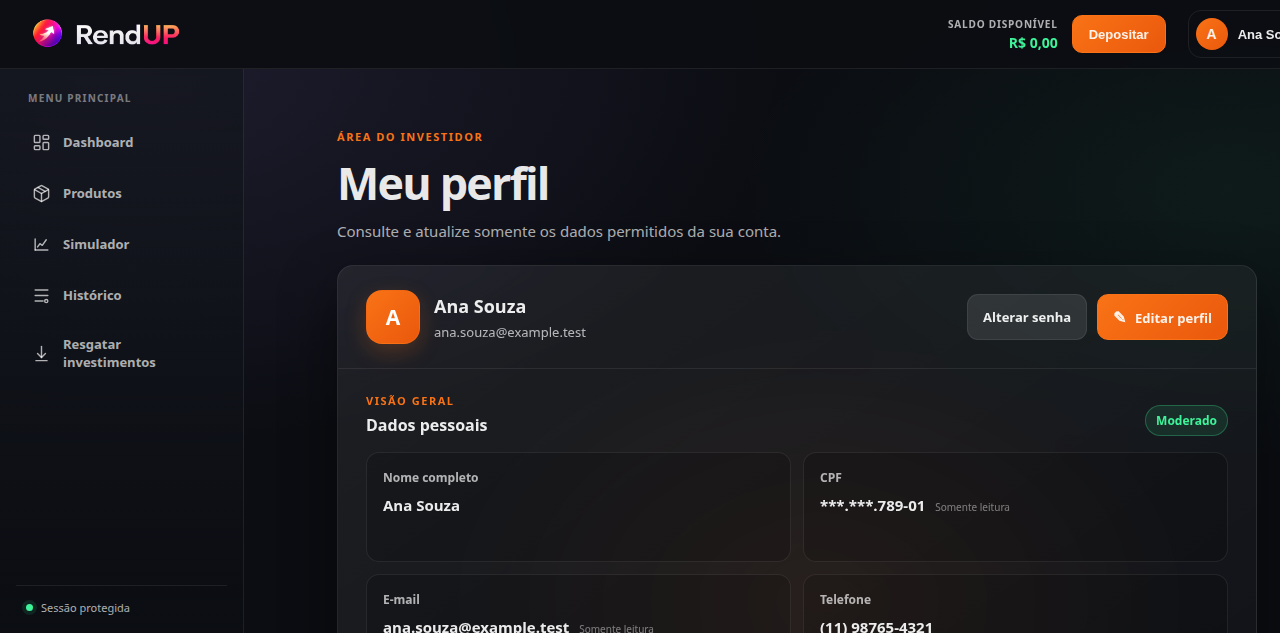 RendUP
SALDO DISPONÍVEL
R$ 0,00
Depositar
A
Ana So
MENU PRINCIPAL
Dashboard
Produtos
Simulador
Histórico
Resgatar
investimentos
Sessão protegida
ÁREA DO INVESTIDOR
Meu perfil
Consulte e atualize somente os dados permitidos da sua conta.
A
Ana Souza
ana.souza@example.test
Alterar senha
✎ Editar perfil
VISÃO GERAL
Dados pessoais
Moderado
Nome completo
Ana Souza
CPF
***.***.789-01 Somente leitura
E-mail
ana.souza@example.test Somente leitura
Telefone
(11) 98765-4321